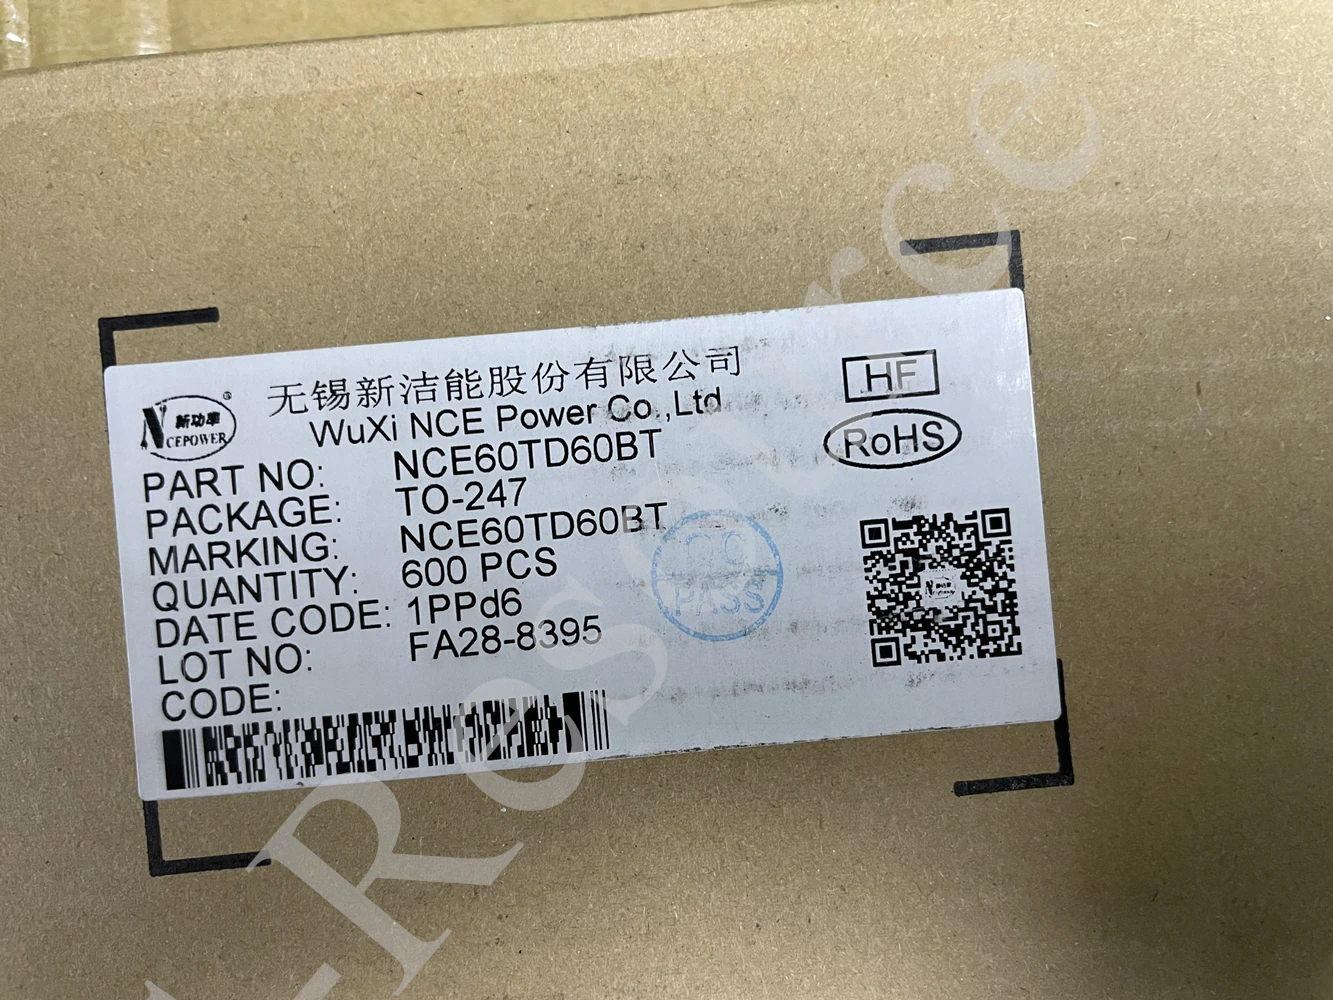 新功率
NCEPOWER
®
无锡新洁能股份有限公司
WuXi NCE Power Co.,Ltd
HF
RoHS
PART NO: NCE60TD60BT
PACKAGE: TO-247
MARKING: NCE60TD60BT
QUANTITY: 600 PCS
DATE CODE: 1PPd6
LOT NO: FA28-8395
CODE:
QC
PASS
-Resource